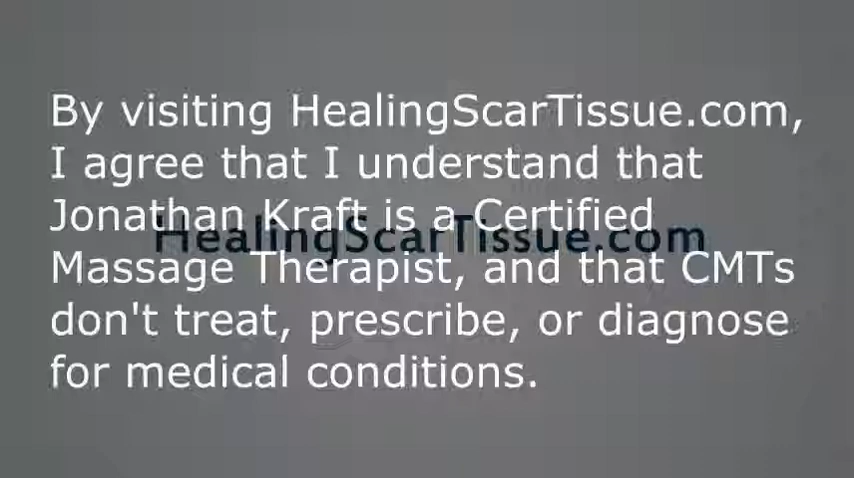 By visiting HealingScarTissue.com,
I agree that I understand that
Jonathan Kraft is a Certified
HealingScarTissue.com
Massage Therapist, and that CMTs
don't treat, prescribe, or diagnose
for medical conditions.